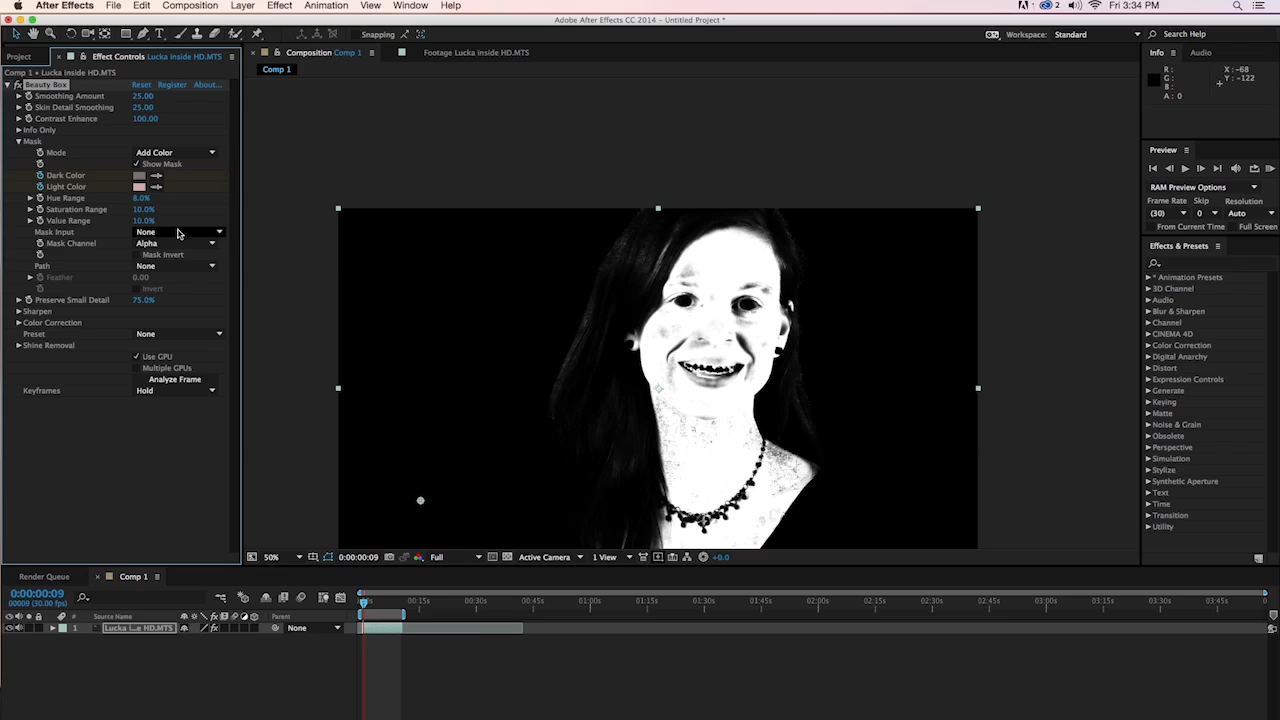 After Effects File Edit Composition Layer Effect Animation View Window Help
2 Fri 3:34 PM
Adobe After Effects CC 2014 - Untitled Project *
Snapping
Workspace: Standard
Search Help
Project
Effect Controls Lucka inside HD.MTS
Composition Comp 1
Footage Lucka inside HD.MTS
Info
Audio
Comp 1 • Lucka inside HD.MTS
Comp 1
fx Beauty Box Reset Register About...
Smoothing Amount 25.00
Skin Detail Smoothing 25.00
Contrast Enhance 100.00
Info Only
Mask
Mode Add Color
Show Mask
Dark Color
Light Color
Hue Range 8.0%
Saturation Range 10.0%
Value Range 10.0%
Mask Input None
Mask Channel Alpha
Mask Invert
Path None
Feather 0.00
Invert
Preserve Small Detail 75.0%
Sharpen
Color Correction
Preset None
Shine Removal
Use GPU
Multiple GPUs
Analyze Frame
Keyframes Hold
R :
G :
B :
A : 0
X : -68
Y : -122
Preview
RAM Preview Options
Frame Rate Skip Resolution
(30) 0 Auto
From Current Time Full Screen
Effects & Presets
* Animation Presets
3D Channel
Audio
Blur & Sharpen
Channel
CINEMA 4D
Color Correction
Digital Anarchy
Distort
Expression Controls
Generate
Keying
Matte
Noise & Grain
Obsolete
Perspective
Simulation
Stylize
Synthetic Aperture
Text
Time
Transition
Utility
50% 0:00:00:09 Full Active Camera 1 View +0.0
Render Queue
Comp 1
0:00:00:09
00009 (30.00 fps)
# Source Name Parent
00:15s 00:30s 00:45s 01:00s 01:15s 01:30s 01:45s 02:00s 02:15s 02:30s 02:45s 03:00s 03:15s 03:30s 03:45s
1 Lucka i...e HD.MTS fx None